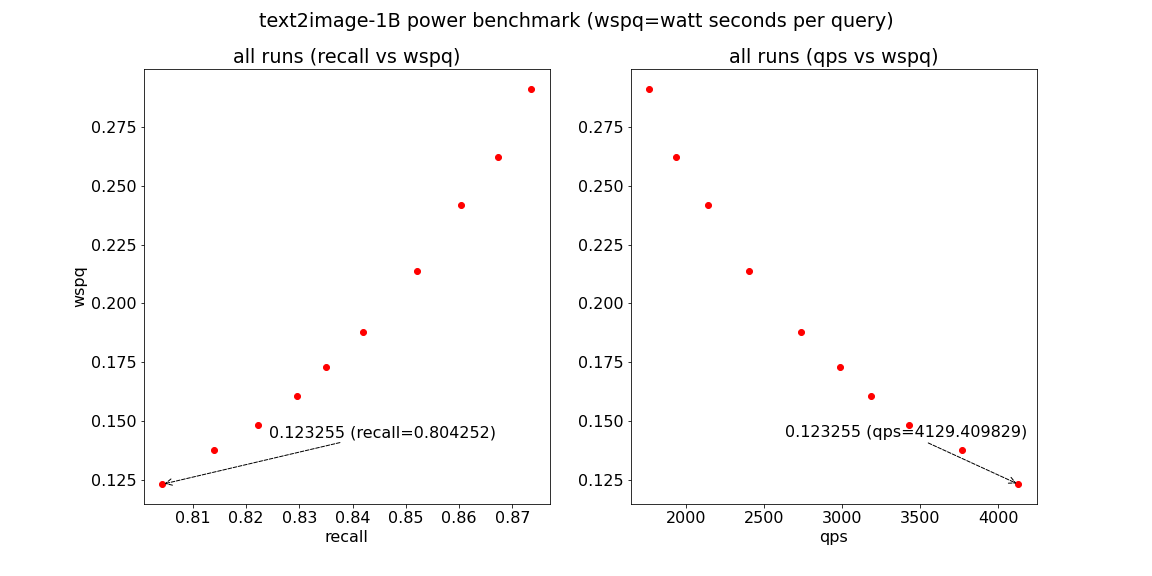 text2image-1B power benchmark (wspq=watt seconds per query)
all runs (recall vs wspq)
wspq
0.275
0.250
0.225
0.200
0.175
0.150
0.125
0.123255 (recall=0.804252)
0.81 0.82 0.83 0.84 0.85 0.86 0.87
recall
all runs (qps vs wspq)
0.275
0.250
0.225
0.200
0.175
0.150
0.125
0.123255 (qps=4129.409829)
2000 2500 3000 3500 4000
qps